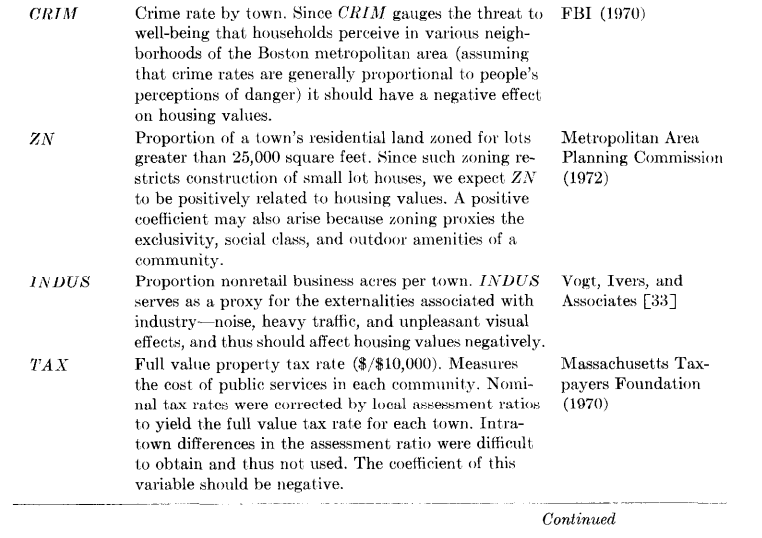 CRIM Crime rate by town. Since CRIM gauges the threat to FBI (1970)
well-being that households perceive in various neigh-
borhoods of the Boston metropolitan area (assuming
that crime rates are generally proportional to people's
perceptions of danger) it should have a negative effect
on housing values.
ZN Proportion of a town's residential land zoned for lots Metropolitan Area
greater than 25,000 square feet. Since such zoning re- Planning Commission
stricts construction of small lot houses, we expect ZN (1972)
to be positively related to housing values. A positive
coefficient may also arise because zoning proxies the
exclusivity, social class, and outdoor amenities of a
community.
INDUS Proportion nonretail business acres per town. INDUS Vogt, Ivers, and
serves as a proxy for the externalities associated with Associates [33]
industry—noise, heavy traffic, and unpleasant visual
effects, and thus should affect housing values negatively.
TAX Full value property tax rate ($/$10,000). Measures Massachusetts Tax-
the cost of public services in each community. Nomi- payers Foundation
nal tax rates were corrected by local assessment ratios (1970)
to yield the full value tax rate for each town. Intra-
town differences in the assessment ratio were difficult
to obtain and thus not used. The coefficient of this
variable should be negative.
Continued